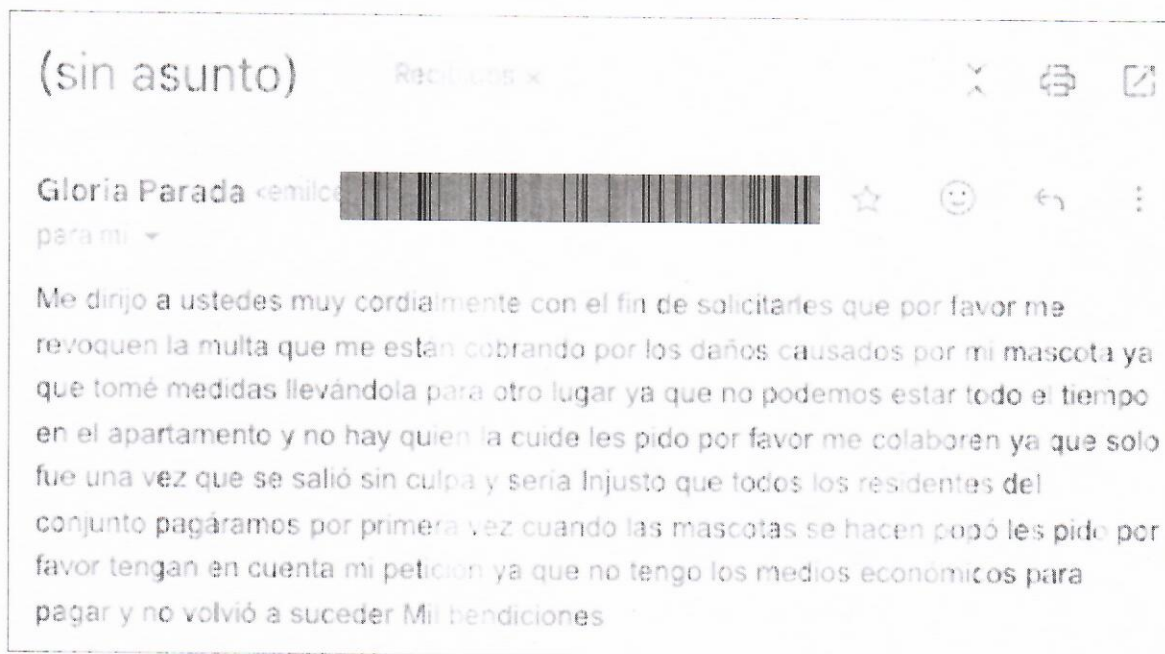 (sin asunto) Recibidos ×
Gloria Parada <emilce
para mí
Me dirijo a ustedes muy cordialmente con el fin de solicitarles que por favor me
revoquen la multa que me están cobrando por los daños causados por mi mascota ya
que tomé medidas llevándola para otro lugar ya que no podemos estar todo el tiempo
en el apartamento y no hay quien la cuide les pido por favor me colaboren ya que solo
fue una vez que se salió sin culpa y seria Injusto que todos los residentes del
conjunto pagáramos por primera vez cuando las mascotas se hacen popó les pido por
favor tengan en cuenta mi petición ya que no tengo los medios económicos para
pagar y no volvió a suceder Mil bendiciones